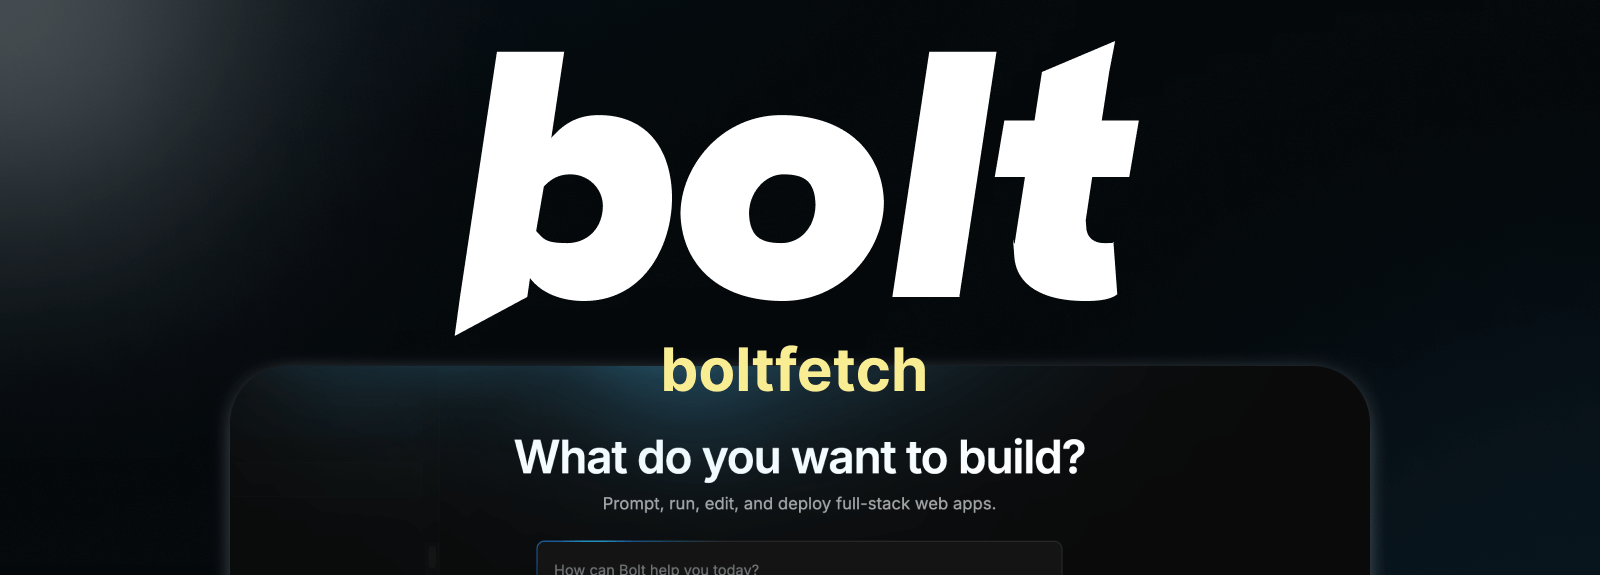 bolt
boltfetch
What do you want to build?
Prompt, run, edit, and deploy full-stack web apps.
How can Bolt help you today?